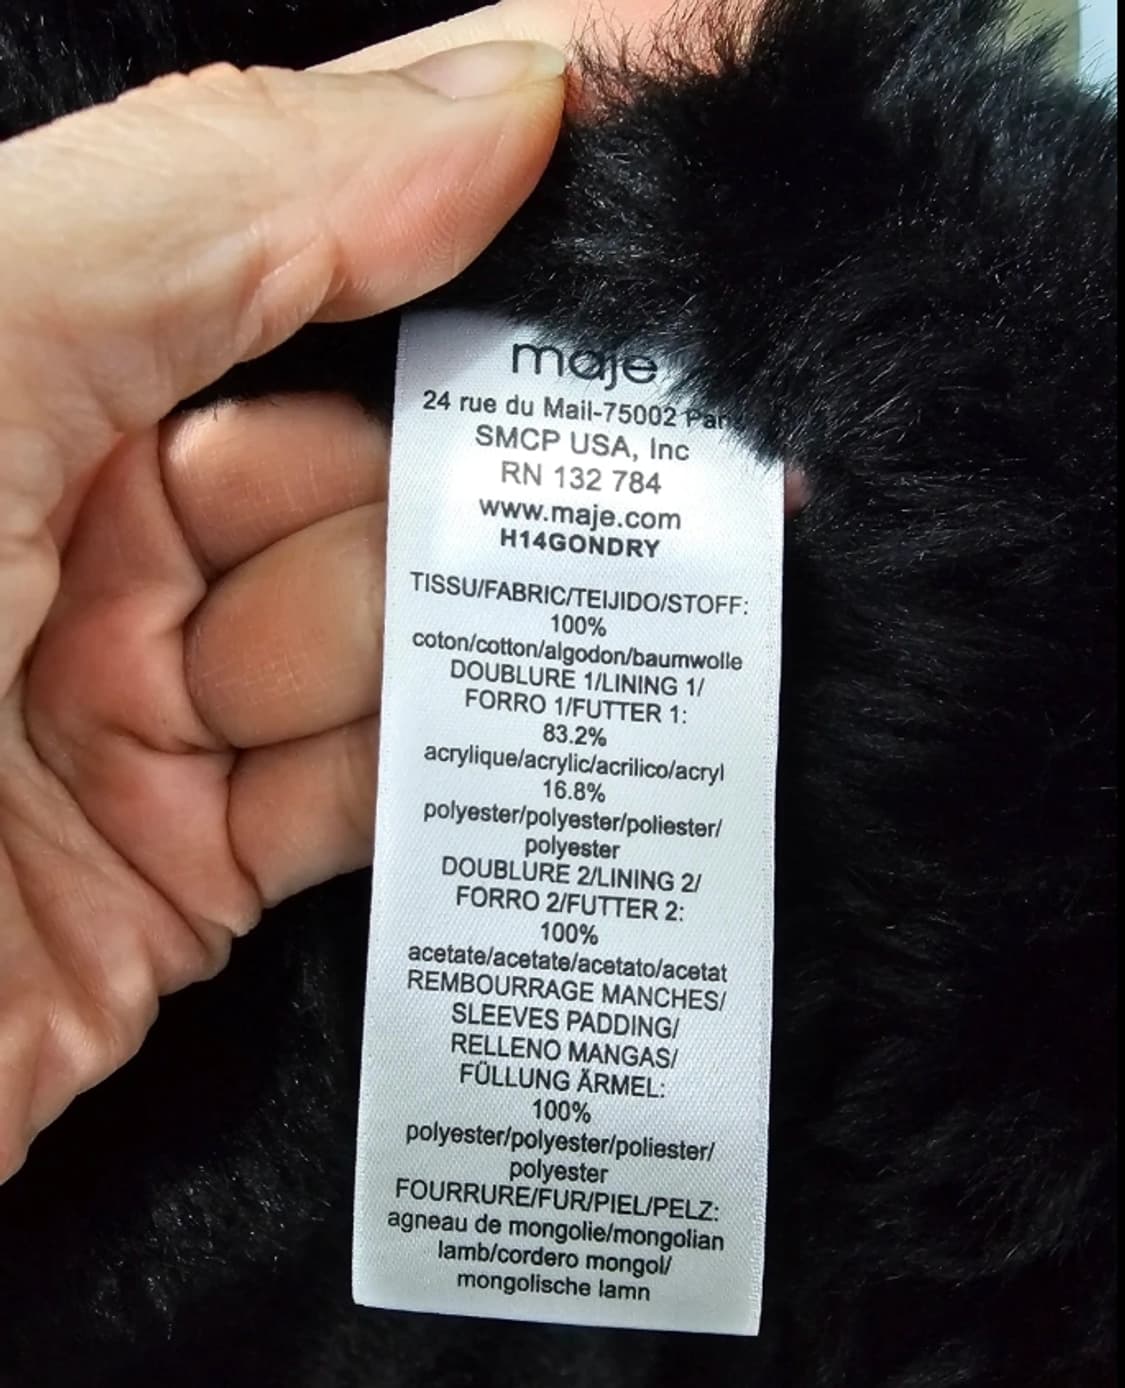 maje
24 rue du Mail-75002
SMCP USA, Inc
RN 132 784
www.maje.com
H14GONDRY
TISSU/FABRIC/TEIJIDO/STOFF:
100%
coton/cotton/algodon/baumwolle
DOUBLURE 1/LINING 1/
FORRO 1/FUTTER 1:
83.2%
acrylique/acrylic/acrilico/acryl
16.8%
polyester/polyester/poliester/
polyester
DOUBLURE 2/LINING 2/
FORRO 2/FUTTER 2:
100%
acetate/acetate/acetato/acetat
REMBOURRAGE MANCHES/
SLEEVES PADDING/
RELLENO MANGAS/
FÜLLUNG ÄRMEL:
100%
polyester/polyester/poliester/
polyester
FOURRURE/FUR/PIEL/PELZ:
agneau de mongolie/mongolian
lamb/cordero mongol/
mongolische lamn